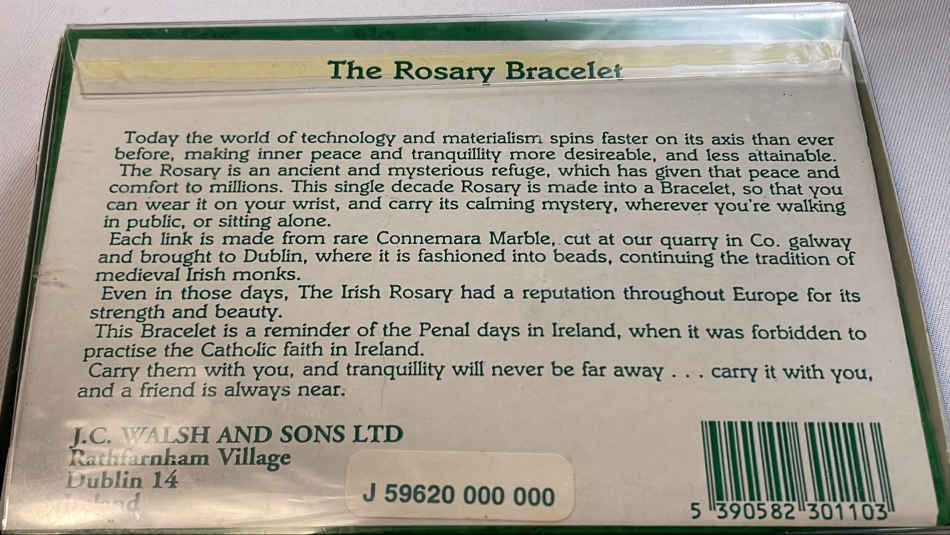 The Rosary Bracelet
Today the world of technology and materialism spins faster on its axis than ever
before, making inner peace and tranquillity more desireable, and less attainable.
The Rosary is an ancient and mysterious refuge, which has given that peace and
comfort to millions. This single decade Rosary is made into a Bracelet, so that you
can wear it on your wrist, and carry its calming mystery, wherever you're walking
in public, or sitting alone.
Each link is made from rare Connemara Marble, cut at our quarry in Co. galway
and brought to Dublin, where it is fashioned into beads, continuing the tradition of
medieval Irish monks.
Even in those days, The Irish Rosary had a reputation throughout Europe for its
strength and beauty.
This Bracelet is a reminder of the Penal days in Ireland, when it was forbidden to
practise the Catholic faith in Ireland.
Carry them with you, and tranquillity will never be far away . . . carry it with you,
and a friend is always near.
J.C. WALSH AND SONS LTD
Rathfarnham Village
Dublin 14
Ireland
J 59620 000 000
5 390582 301103